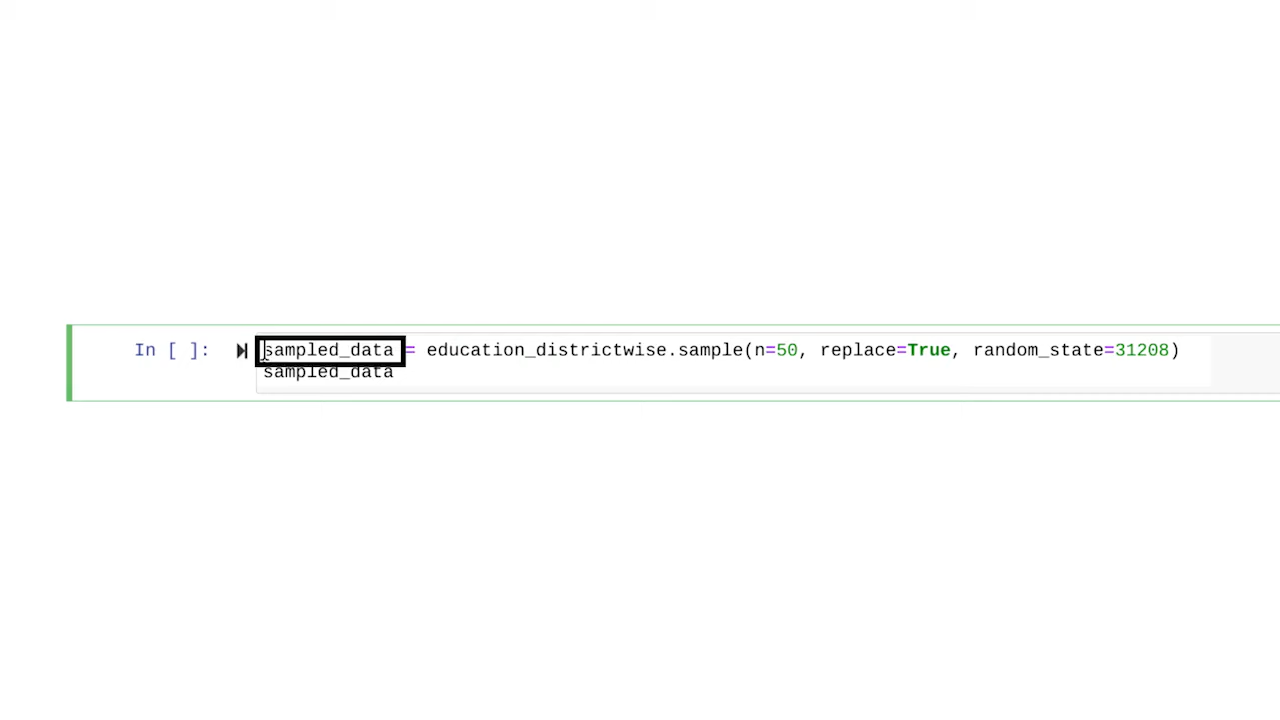 In [ ]: sampled_data = education_districtwise.sample(n=50, replace=True, random_state=31208)
sampled_data